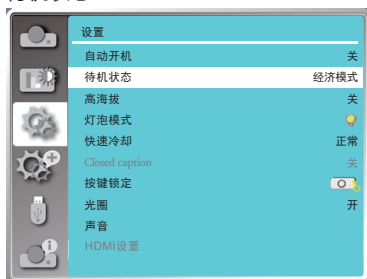 设置
自动开机 关
待机状态 经济模式
高海拔 关
灯泡模式
快速冷却 正常
Closed caption 关
按键锁定
光圈 开
声音
HDMI设置